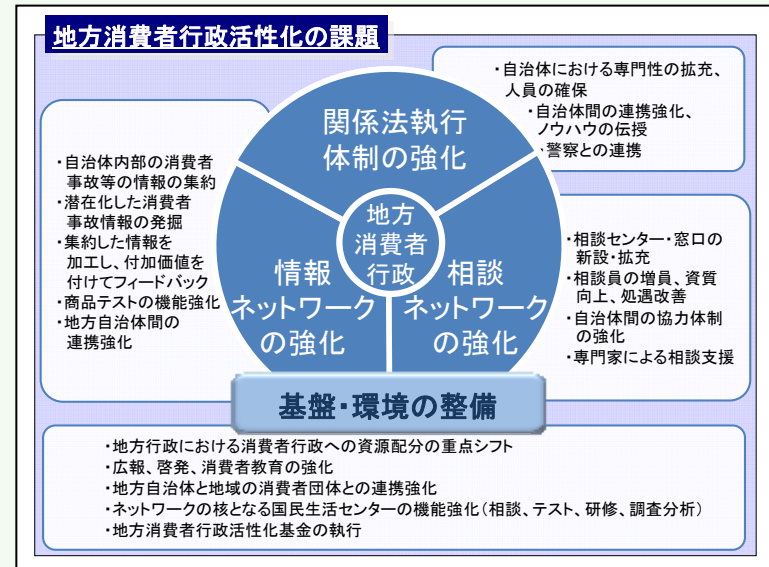 地方消費者行政活性化の課題
・自治体における専門性の拡充、
人員の確保
・自治体間の連携強化、
ノウハウの伝授
・警察との連携
関係法執行
体制の強化
・自治体内部の消費者
事故等の情報の集約
・潜在化した消費者
事故情報の発掘
・集約した情報を
加工し、付加価値を
付けてフィードバック
・商品テストの機能強化
・地方自治体間の
連携強化
地方
消費者
行政
情報
ネットワーク
の強化
相談
ネットワーク
の強化
・相談センター・窓口の
新設・拡充
・相談員の増員、資質
向上、処遇改善
・自治体間の協力体制
の強化
・専門家による相談支援
基盤・環境の整備
・地方行政における消費者行政への資源配分の重点シフト
・広報、啓発、消費者教育の強化
・地方自治体と地域の消費者団体との連携強化
・ネットワークの核となる国民生活センターの機能強化(相談、テスト、研修、調査分析)
・地方消費者行政活性化基金の執行